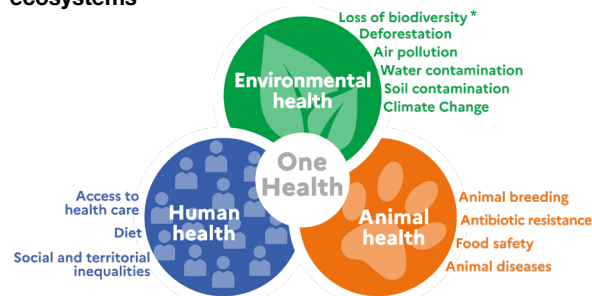 ecosystems
Loss of biodiversity *
Deforestation
Air pollution
Water contamination
Soil contamination
Climate Change
Environmental
health
One
Health
Human
health
Access to
health care
Diet
Social and territorial
inequalities
Animal
health
Animal breeding
Antibiotic resistance
Food safety
Animal diseases